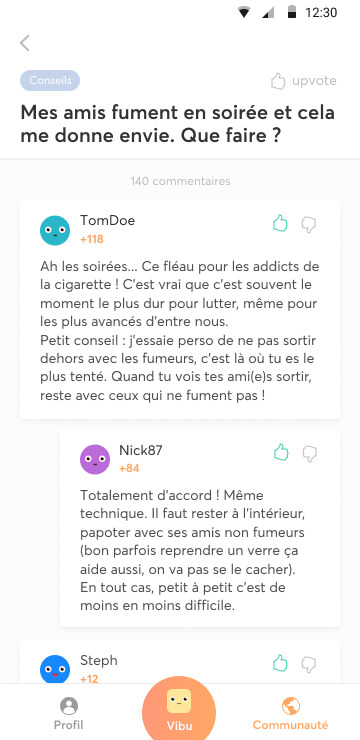 12:30
Conseils
upvote
Mes amis fument en soirée et cela
me donne envie. Que faire ?
140 commentaires
TomDoe
+118
Ah les soirées... Ce fléau pour les addicts de
la cigarette ! C'est vrai que c'est souvent le
moment le plus dur pour lutter, même pour
les plus avancés d'entre nous.
Petit conseil : j'essaie perso de ne pas sortir
dehors avec les fumeurs, c'est là où tu es le
plus tenté. Quand tu vois tes ami(e)s sortir,
reste avec ceux qui ne fument pas !
Nick87
+84
Totalement d'accord ! Même
technique. Il faut rester à l'intérieur,
papoter avec ses amis non fumeurs
(bon parfois reprendre un verre ça
aide aussi, on va pas se le cacher).
En tout cas, petit à petit c'est de
moins en moins difficile.
Steph
+12
Profil
Vibu
Communauté